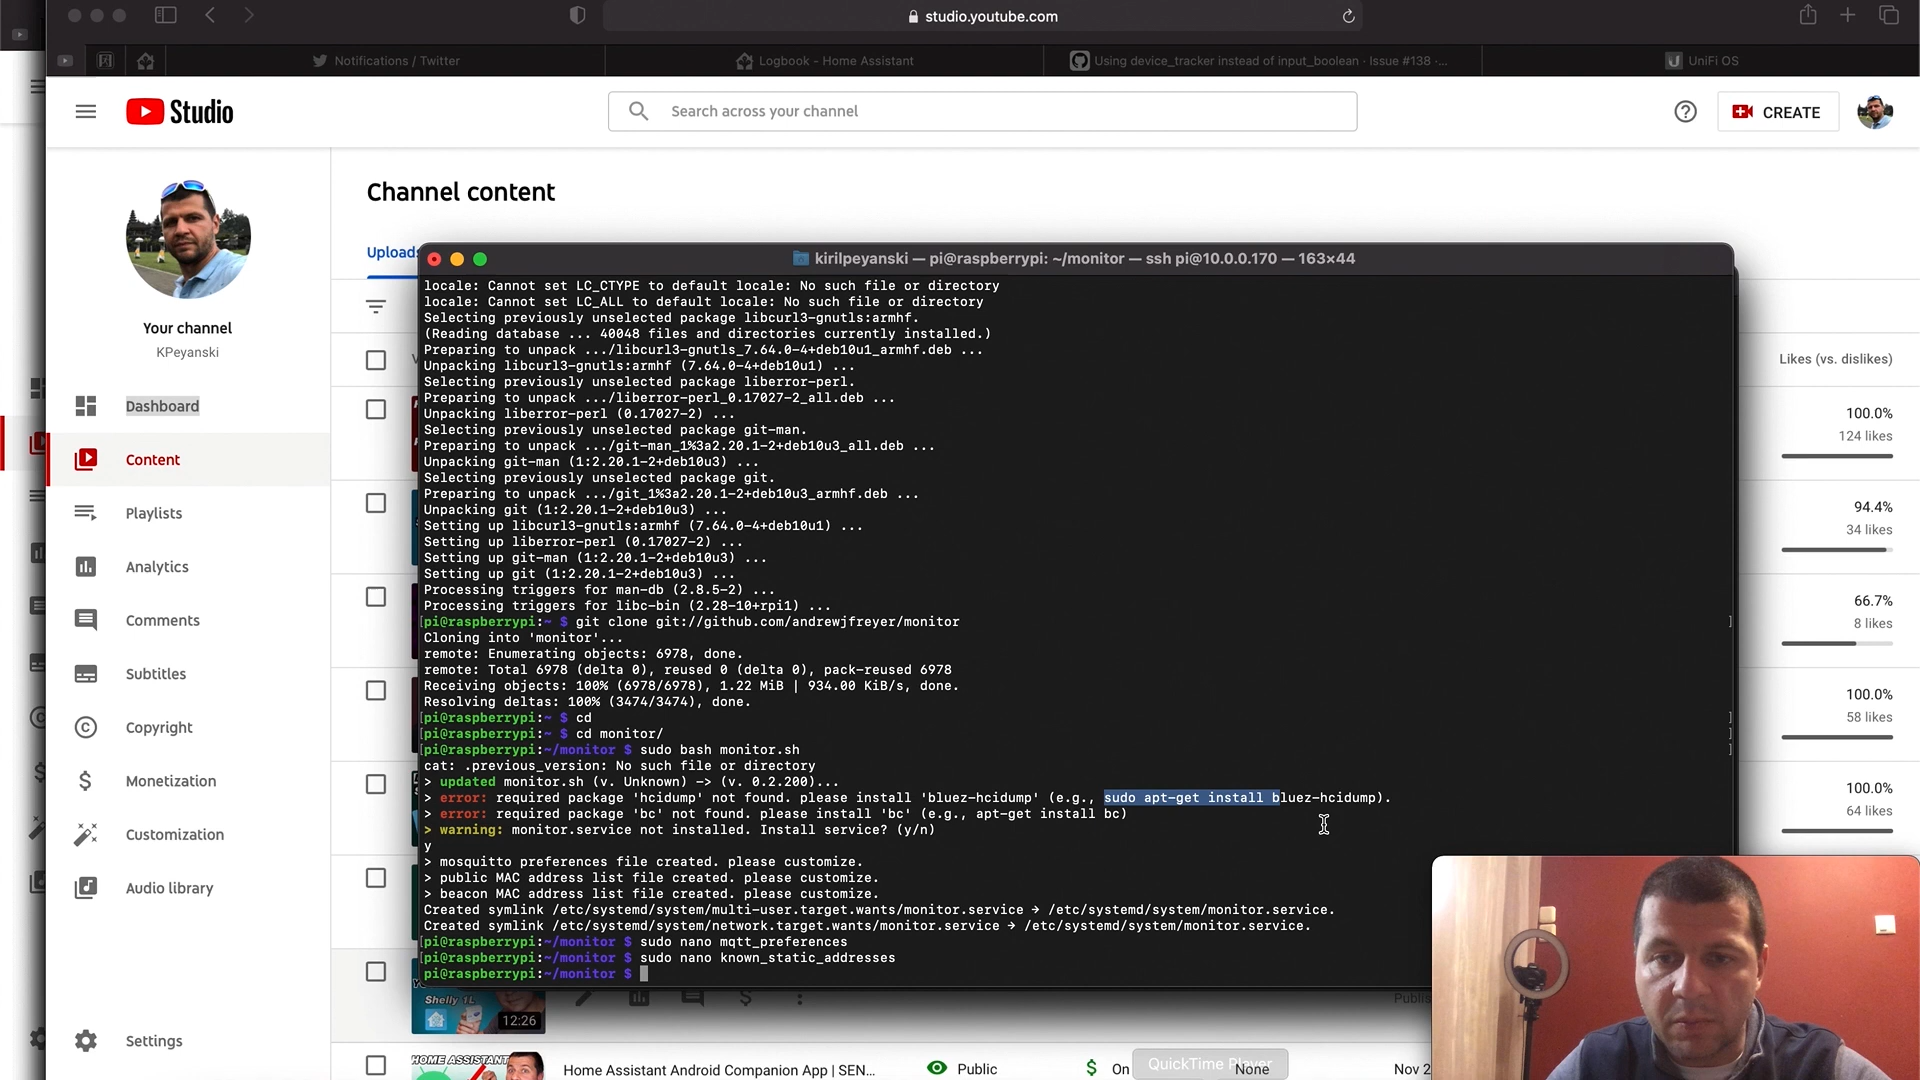 studio.youtube.com
Notifications / Twitter
Logbook - Home Assistant
Using device_tracker instead of input_boolean · Issue #138 ·...
UniFi OS
Studio
Search across your channel
CREATE
Your channel
KPeyanski
Dashboard
Content
Playlists
Analytics
Comments
Subtitles
Copyright
Monetization
Customization
Audio library
Settings
Channel content
Uploads
kirilpeyanski — pi@raspberrypi: ~/monitor — ssh pi@10.0.0.170 — 163×44
locale: Cannot set LC_CTYPE to default locale: No such file or directory
locale: Cannot set LC_ALL to default locale: No such file or directory
Selecting previously unselected package libcurl3-gnutls:armhf.
(Reading database ... 40048 files and directories currently installed.)
Preparing to unpack .../libcurl3-gnutls_7.64.0-4+deb10u1_armhf.deb ...
Unpacking libcurl3-gnutls:armhf (7.64.0-4+deb10u1) ...
Selecting previously unselected package liberror-perl.
Preparing to unpack .../liberror-perl_0.17027-2_all.deb ...
Unpacking liberror-perl (0.17027-2) ...
Selecting previously unselected package git-man.
Preparing to unpack .../git-man_1%3a2.20.1-2+deb10u3_all.deb ...
Unpacking git-man (1:2.20.1-2+deb10u3) ...
Selecting previously unselected package git.
Preparing to unpack .../git_1%3a2.20.1-2+deb10u3_armhf.deb ...
Unpacking git (1:2.20.1-2+deb10u3) ...
Setting up libcurl3-gnutls:armhf (7.64.0-4+deb10u1) ...
Setting up liberror-perl (0.17027-2) ...
Setting up git-man (1:2.20.1-2+deb10u3) ...
Setting up git (1:2.20.1-2+deb10u3) ...
Processing triggers for man-db (2.8.5-2) ...
Processing triggers for libc-bin (2.28-10+rpi1) ...
[pi@raspberrypi:~ $ git clone git://github.com/andrewjfreyer/monitor ]
Cloning into 'monitor'...
remote: Enumerating objects: 6978, done.
remote: Total 6978 (delta 0), reused 0 (delta 0), pack-reused 6978
Receiving objects: 100% (6978/6978), 1.22 MiB | 934.00 KiB/s, done.
Resolving deltas: 100% (3474/3474), done.
[pi@raspberrypi:~ $ cd ]
[pi@raspberrypi:~ $ cd monitor/ ]
[pi@raspberrypi:~/monitor $ sudo bash monitor.sh ]
cat: .previous_version: No such file or directory
> updated monitor.sh (v. Unknown) -> (v. 0.2.200)...
> error: required package 'hcidump' not found. please install 'bluez-hcidump' (e.g., sudo apt-get install bluez-hcidump).
> error: required package 'bc' not found. please install 'bc' (e.g., apt-get install bc)
> warning: monitor.service not installed. Install service? (y/n)
y
> mosquitto preferences file created. please customize.
> public MAC address list file created. please customize.
> beacon MAC address list file created. please customize.
Created symlink /etc/systemd/system/multi-user.target.wants/monitor.service → /etc/systemd/system/monitor.service.
Created symlink /etc/systemd/system/network.target.wants/monitor.service → /etc/systemd/system/monitor.service.
[pi@raspberrypi:~/monitor $ sudo nano mqtt_preferences
[pi@raspberrypi:~/monitor $ sudo nano known_static_addresses
pi@raspberrypi:~/monitor $
Likes (vs. dislikes)
100.0%
124 likes
94.4%
34 likes
66.7%
8 likes
100.0%
58 likes
100.0%
64 likes
Shelly 1L
12:26
Publis
HOME ASSISTANT
Home Assistant Android Companion App | SEN...
Public
On
QuickTime Player
None
Nov 2